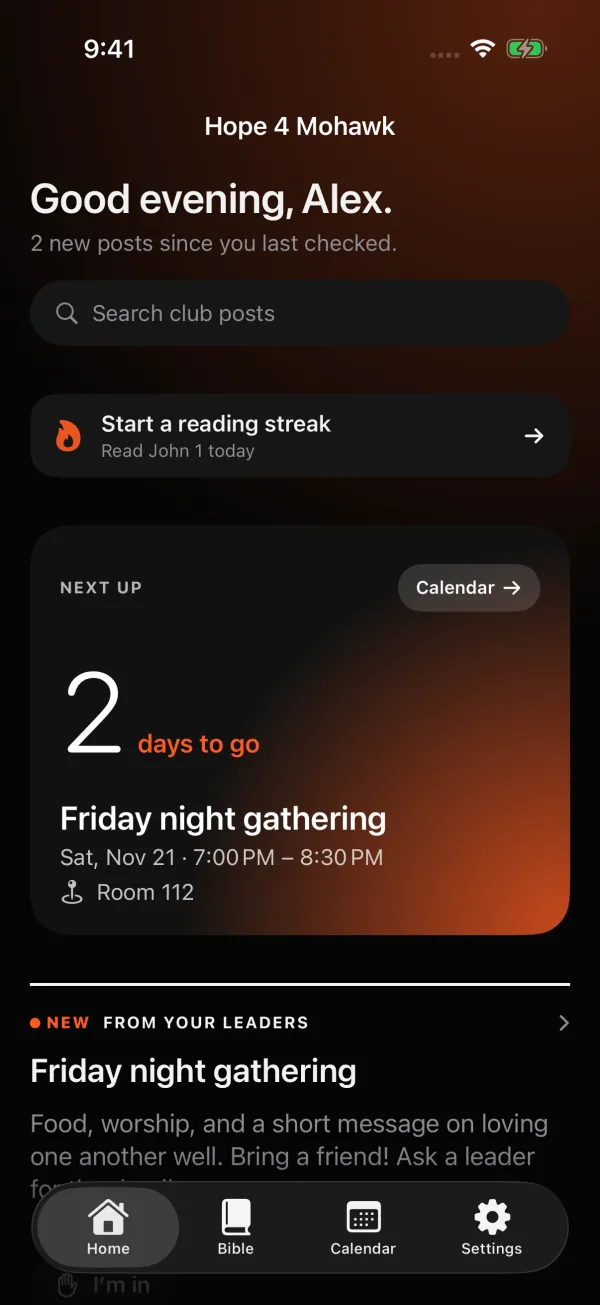 9:41
Hope 4 Mohawk
Good evening, Alex.
2 new posts since you last checked.
Search club posts
Start a reading streak
Read John 1 today
NEXT UP
Calendar →
2 days to go
Friday night gathering
Sat, Nov 21 · 7:00 PM – 8:30 PM
Room 112
NEW FROM YOUR LEADERS
Friday night gathering
Food, worship, and a short message on loving
one another well. Bring a friend! Ask a leader
Home
Bible
Calendar
Settings
I'm in